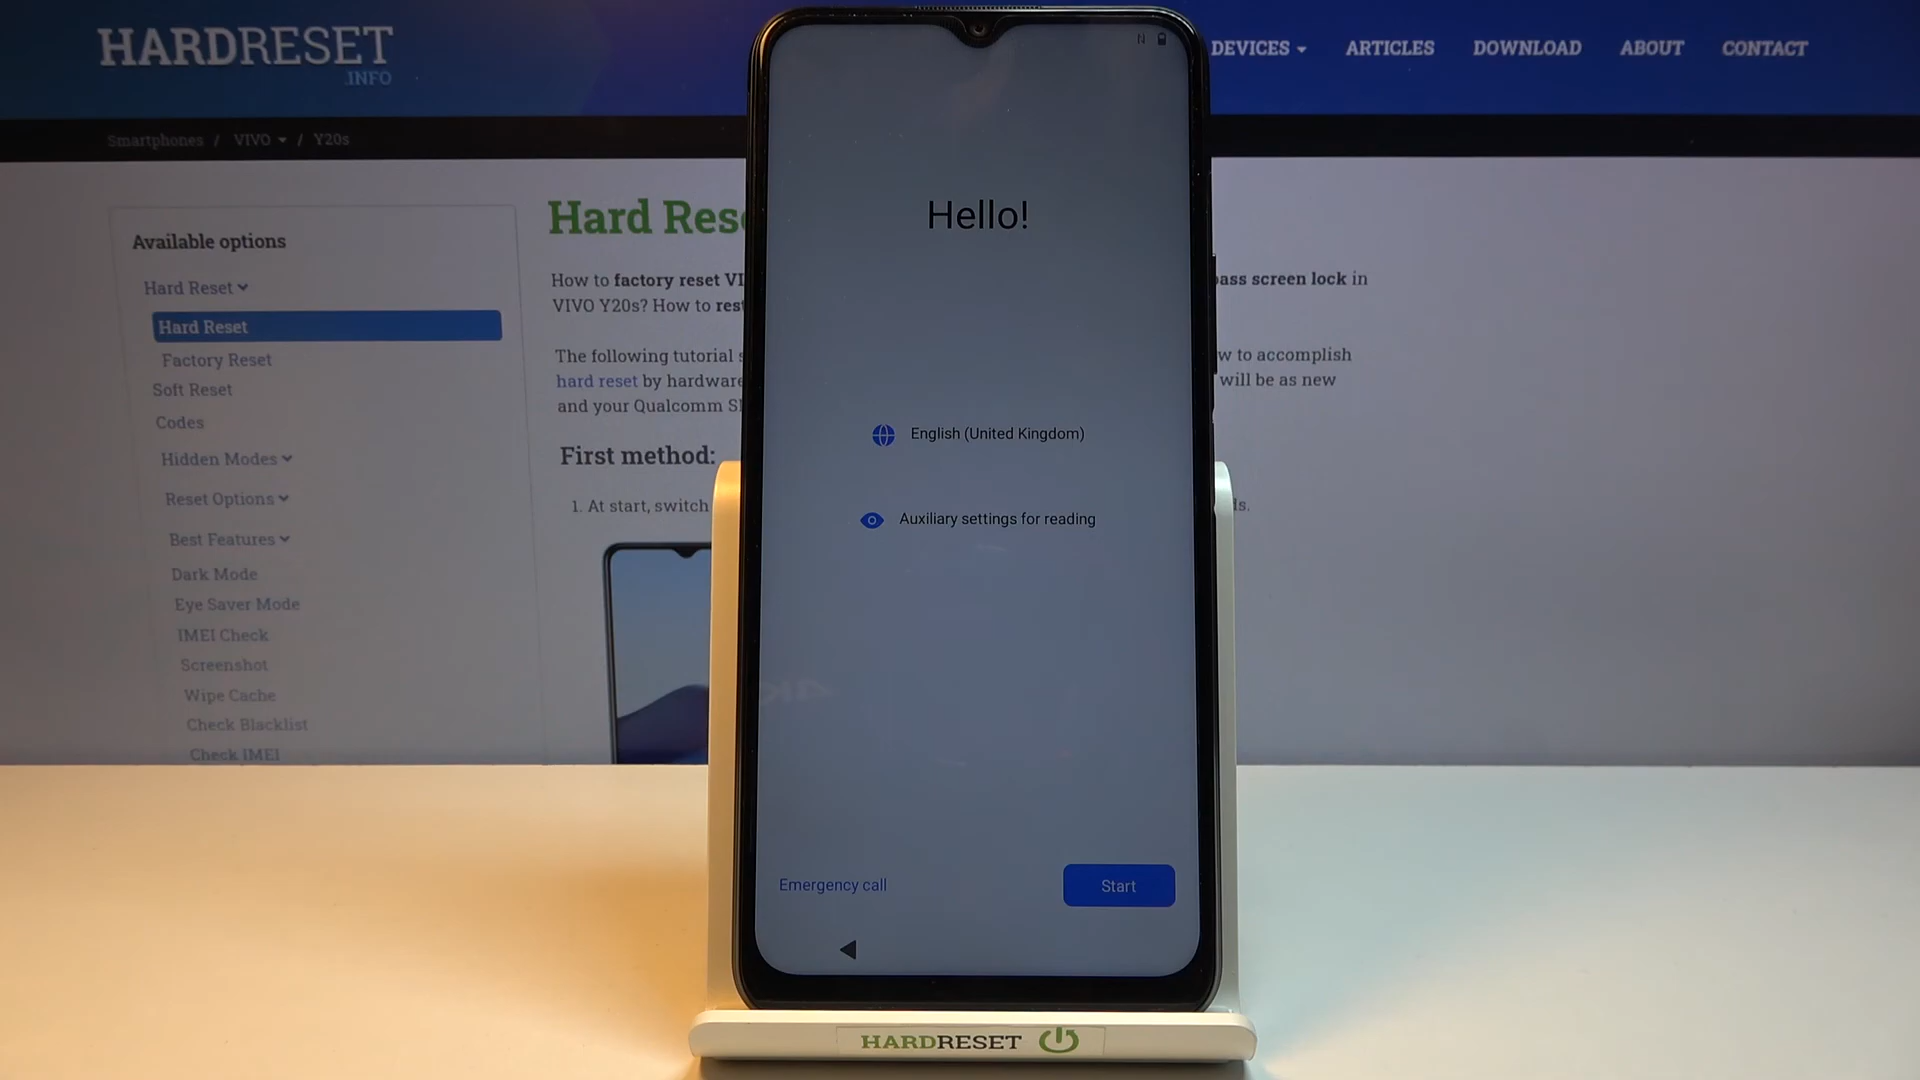 HARDRESET
.INFO
DEVICES
ARTICLES
DOWNLOAD
ABOUT
CONTACT
Smartphones / VIVO / Y20s
Available options
Hard Reset
Hard Reset
Factory Reset
Soft Reset
Codes
Hidden Modes
Reset Options
Best Features
Dark Mode
Eye Saver Mode
IMEI Check
Screenshot
Wipe Cache
Check Blacklist
Check IMEI
Hard Res
How to factory reset VI
ass screen lock in
VIVO Y20s? How to rest
The following tutorial s
w to accomplish
hard reset by hardware
will be as new
and your Qualcomm S
First method:
1. At start, switch
ls.
Hello!
English (United Kingdom)
Auxiliary settings for reading
Emergency call
Start
HARDRESET